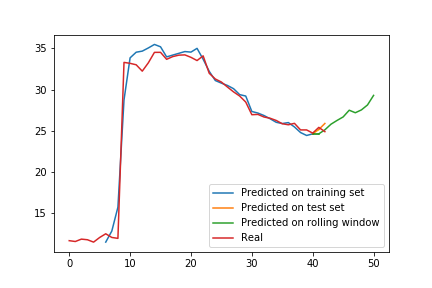 35
30
25
20
15
0 10 20 30 40 50
Predicted on training set
Predicted on test set
Predicted on rolling window
Real